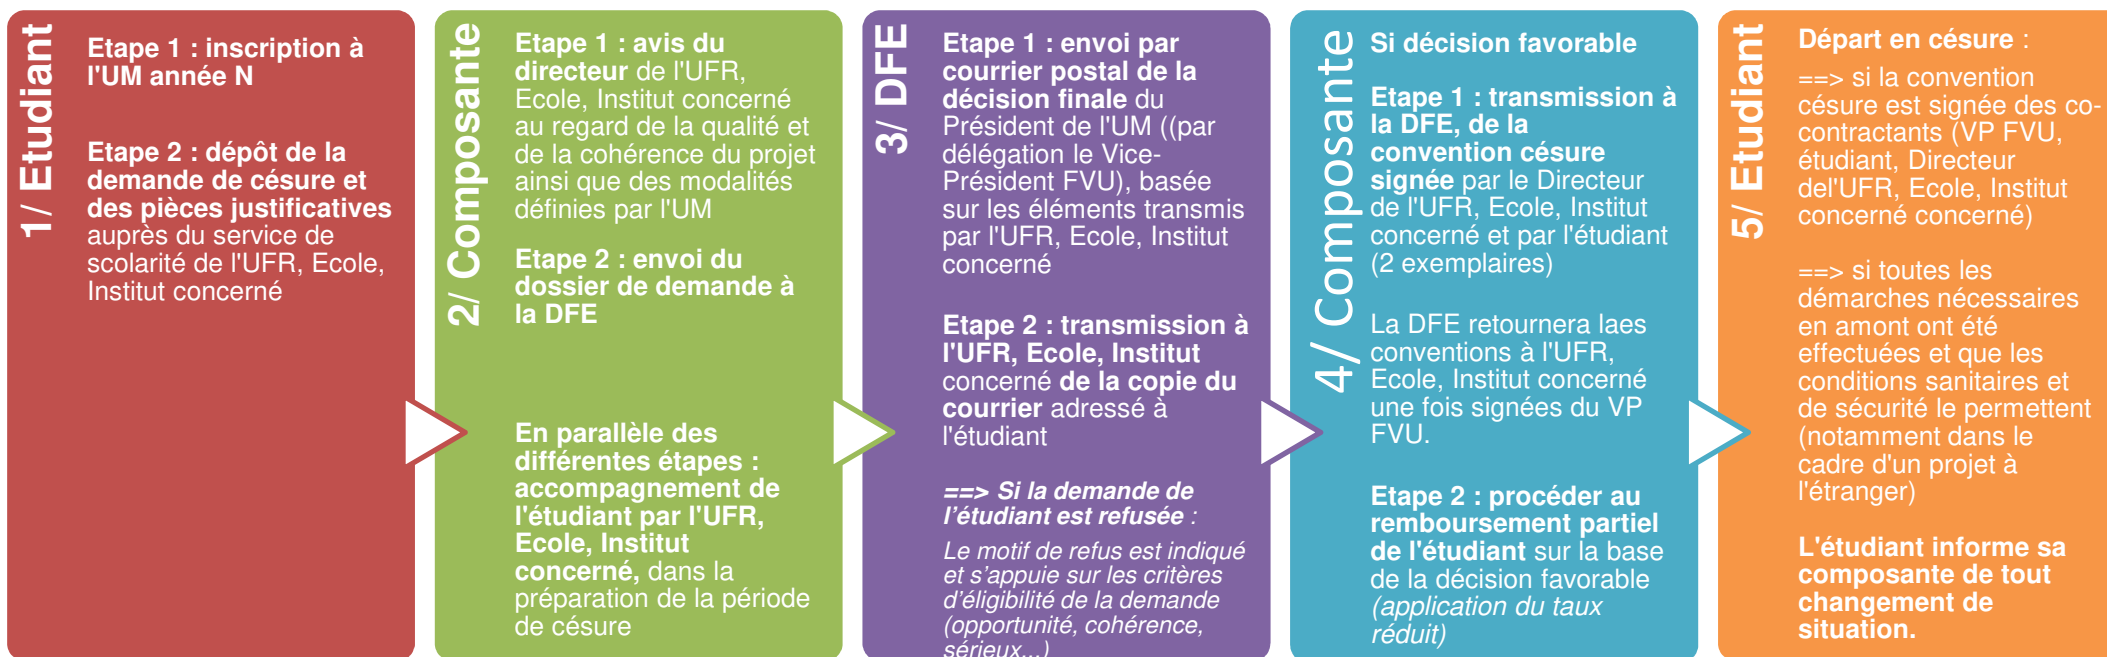 1/ Etudiant
Etape 1 : inscription à
l'UM année N
Etape 2 : dépôt de la
demande de césure et
des pièces justificatives
auprès du service de
scolarité de l'UFR, Ecole,
Institut concerné
2/ Composante
Etape 1 : avis du
directeur de l'UFR,
Ecole, Institut concerné
au regard de la qualité et
de la cohérence du projet
ainsi que des modalités
définies par l'UM
Etape 2 : envoi du
dossier de demande à
la DFE
En parallèle des
différentes étapes :
accompagnement de
l'étudiant par l'UFR,
Ecole, Institut
concerné, dans la
préparation de la période
de césure
3/ DFE
Etape 1 : envoi par
courrier postal de la
décision finale du
Président de l'UM ((par
délégation le Vice-
Président FVU), basée
sur les éléments transmis
par l'UFR, Ecole, Institut
concerné
Etape 2 : transmission à
l'UFR, Ecole, Institut
concerné de la copie du
courrier adressé à
l'étudiant
==> Si la demande de
l'étudiant est refusée :
Le motif de refus est indiqué
et s'appuie sur les critères
d'éligibilité de la demande
(opportunité, cohérence,
sérieux...)
4/ Composante
Si décision favorable
Etape 1 : transmission à
la DFE, de la
convention césure
signée par le Directeur
de l'UFR, Ecole, Institut
concerné et par l'étudiant
(2 exemplaires)
La DFE retournera laes
conventions à l'UFR,
Ecole, Institut concerné
une fois signées du VP
FVU.
Etape 2 : procéder au
remboursement partiel
de l'étudiant sur la base
de la décision favorable
(application du taux
réduit)
5/ Etudiant
Départ en césure :
==> si la convention
césure est signée des co-
contractants (VP FVU,
étudiant, Directeur
del'UFR, Ecole, Institut
concerné concerné)
==> si toutes les
démarches nécessaires
en amont ont été
effectuées et que les
conditions sanitaires et
de sécurité le permettent
(notamment dans le
cadre d'un projet à
l'étranger)
L'étudiant informe sa
composante de tout
changement de
situation.